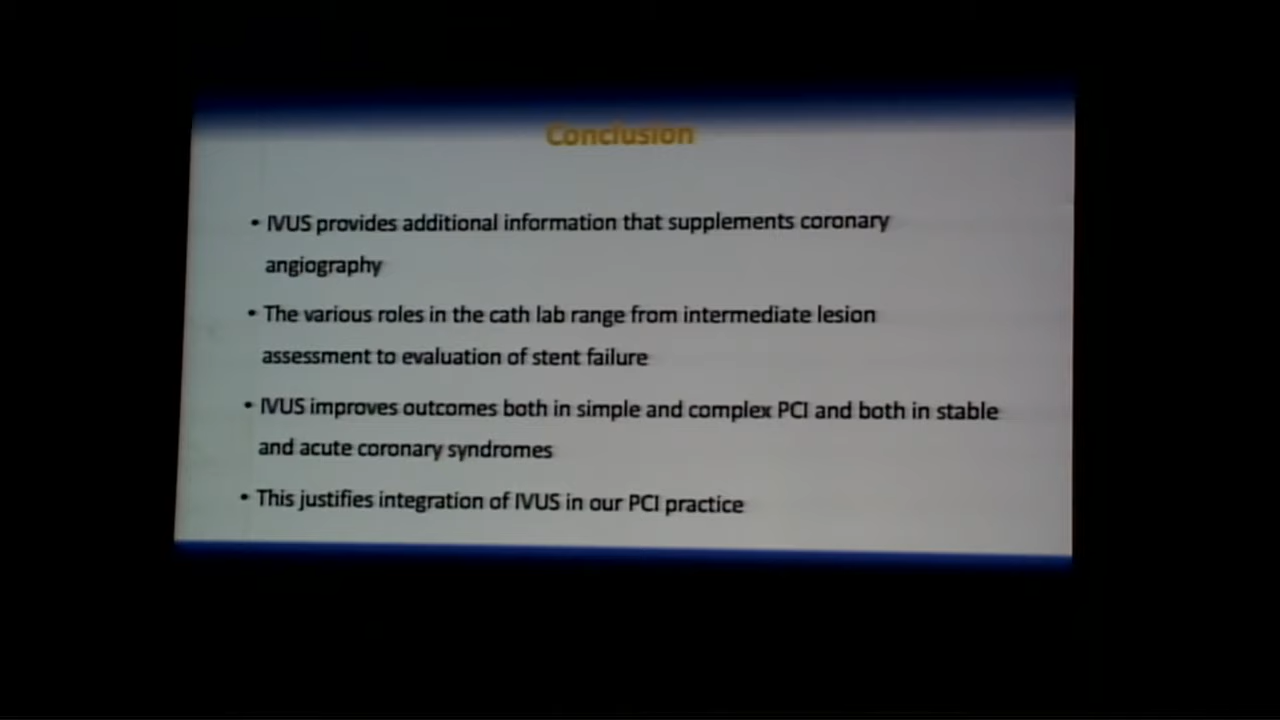 Conclusion
• IVUS provides additional information that supplements coronary
angiography
• The various roles in the cath lab range from intermediate lesion
assessment to evaluation of stent failure
• IVUS improves outcomes both in simple and complex PCI and both in stable
and acute coronary syndromes
• This justifies integration of IVUS in our PCI practice